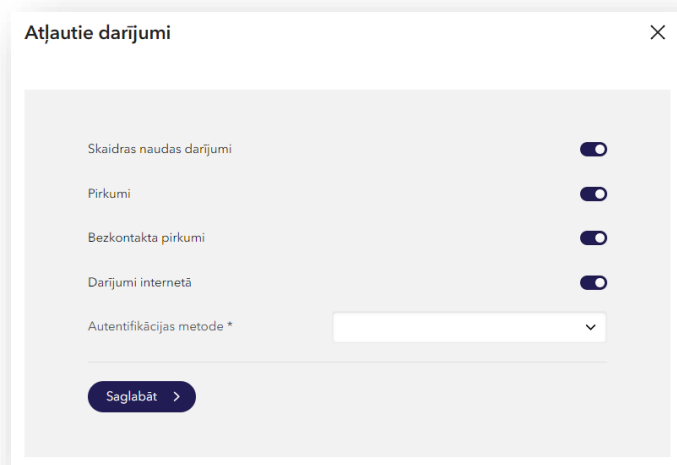 Atļautie darījumi
Skaidras naudas darījumi
Pirkumi
Bezkontakta pirkumi
Darījumi internetā
Autentifikācijas metode *
Saglabāt